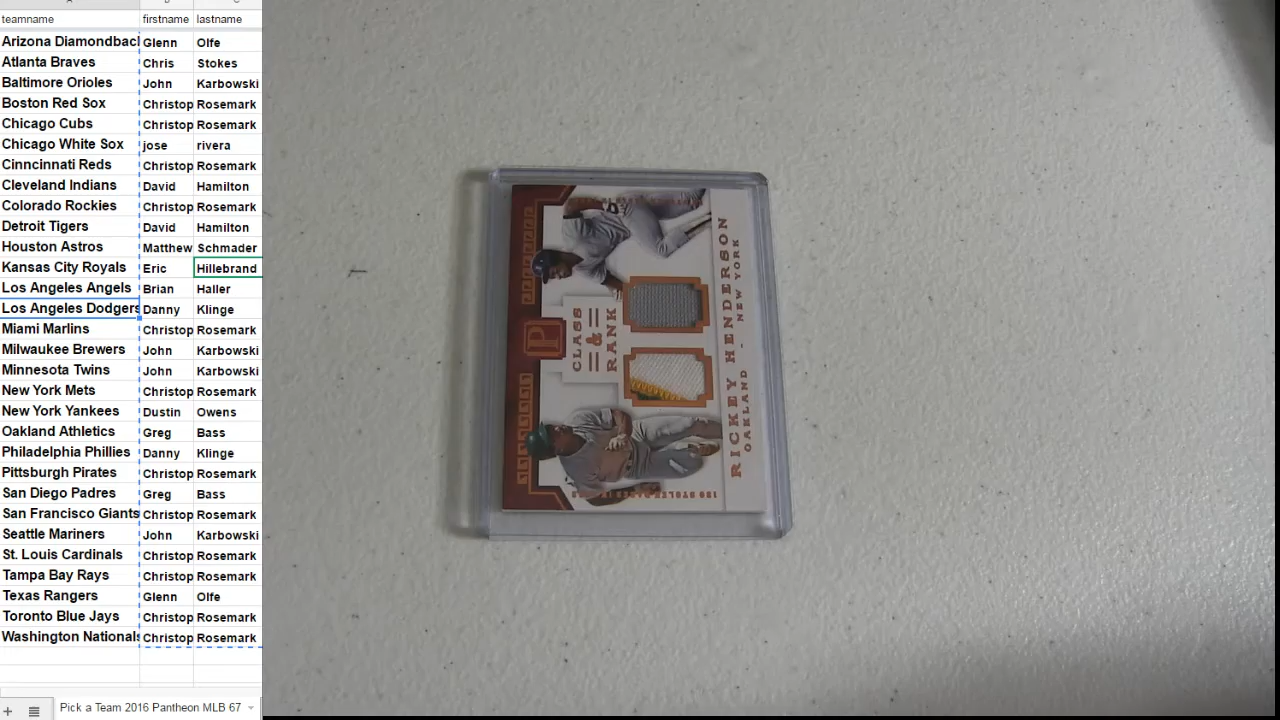 teamname firstname lastname
Arizona Diamondbac Glenn Olfe
Atlanta Braves Chris Stokes
Baltimore Orioles John Karbowski
Boston Red Sox Christop Rosemark
Chicago Cubs Christop Rosemark
Chicago White Sox jose rivera
Cinncinnati Reds Christop Rosemark
Cleveland Indians David Hamilton
Colorado Rockies Christop Rosemark
Detroit Tigers David Hamilton
Houston Astros Matthew Schmader
Kansas City Royals Eric Hillebrand
Los Angeles Angels Brian Haller
Los Angeles Dodgers Danny Klinge
Miami Marlins Christop Rosemark
Milwaukee Brewers John Karbowski
Minnesota Twins John Karbowski
New York Mets Christop Rosemark
New York Yankees Dustin Owens
Oakland Athletics Greg Bass
Philadelphia Phillies Danny Klinge
Pittsburgh Pirates Christop Rosemark
San Diego Padres Greg Bass
San Francisco Giants Christop Rosemark
Seattle Mariners John Karbowski
St. Louis Cardinals Christop Rosemark
Tampa Bay Rays Christop Rosemark
Texas Rangers Glenn Olfe
Toronto Blue Jays Christop Rosemark
Washington Nationals Christop Rosemark
Pick a Team 2016 Pantheon MLB 67
P
CLASS
&
RANK
RICKEY HENDERSON
OAKLAND - NEW YORK